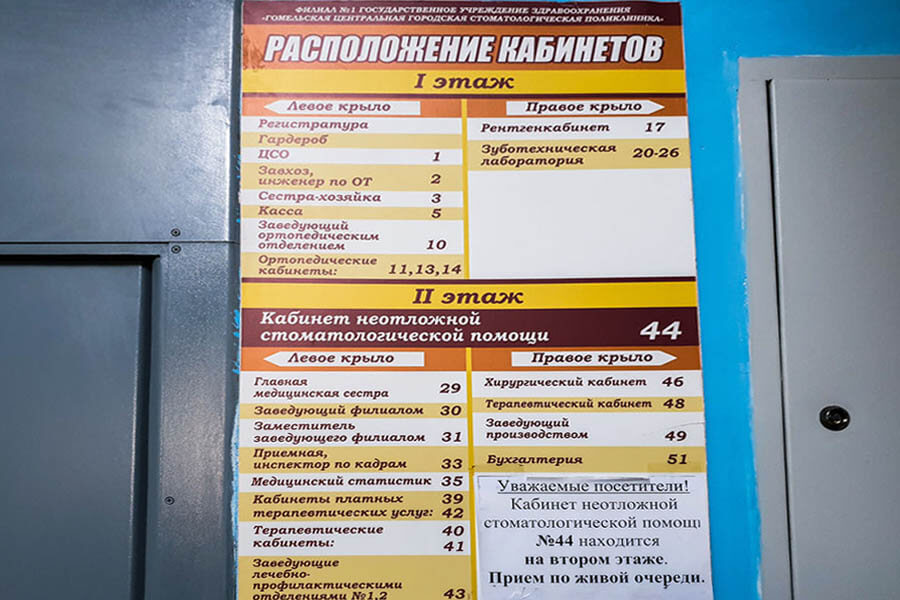 ФИЛИАЛ №1 ГОСУДАРСТВЕННОЕ УЧРЕЖДЕНИЕ ЗДРАВООХРАНЕНИЯ
«ГОМЕЛЬСКАЯ ЦЕНТРАЛЬНАЯ ГОРОДСКАЯ СТОМАТОЛОГИЧЕСКАЯ ПОЛИКЛИНИКА»
РАСПОЛОЖЕНИЕ КАБИНЕТОВ
I этаж
Левое крыло
Регистратура
Гардероб
ЦСО 1
Завхоз,
инженер по ОТ 2
Сестра-хозяйка 3
Касса 5
Заведующий
ортопедическим
отделением 10
Ортопедические
кабинеты: 11,13,14
Правое крыло
Рентгенкабинет 17
Зуботехническая
лаборатория 20-26
II этаж
Кабинет неотложной
стоматологической помощи 44
Левое крыло
Главная
медицинская сестра 29
Заведующий филиалом 30
Заместитель
заведующего филиалом 31
Приемная,
инспектор по кадрам 33
Медицинский статистик 35
Кабинеты платных 39
терапевтических услуг: 42
Терапевтические 40
кабинеты: 41
Заведующие
лечебно-
профилактическими
отделениями №1,2 43
Правое крыло
Хирургический кабинет 46
Терапевтический кабинет 48
Заведующий
производством 49
Бухгалтерия 51
Уважаемые посетители!
Кабинет неотложной
стоматологической помощи
№44 находится
на втором этаже.
Прием по живой очереди.